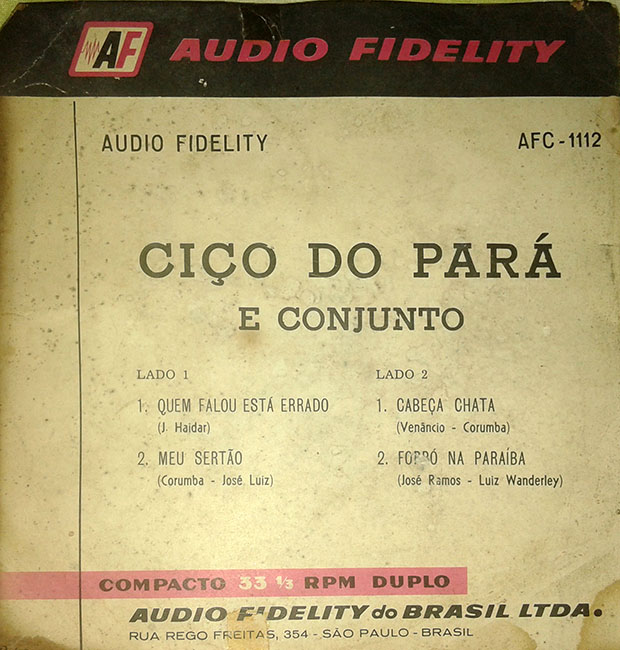 AF AUDIO FIDELITY
AUDIO FIDELITY AFC - 1112
CIÇO DO PARÁ
E CONJUNTO
LADO 1
1. QUEM FALOU ESTÁ ERRADO
(J. Haidar)
2. MEU SERTÃO
(Corumba - José Luiz)
LADO 2
1. CABEÇA CHATA
(Venâncio - Corumba)
2. FORRÓ NA PARAÍBA
(José Ramos - Luiz Wanderley)
COMPACTO 33 ⅓ RPM DUPLO
AUDIO FIDELITY do BRASIL LTDA.
RUA REGO FREITAS, 354 - SÃO PAULO - BRASIL